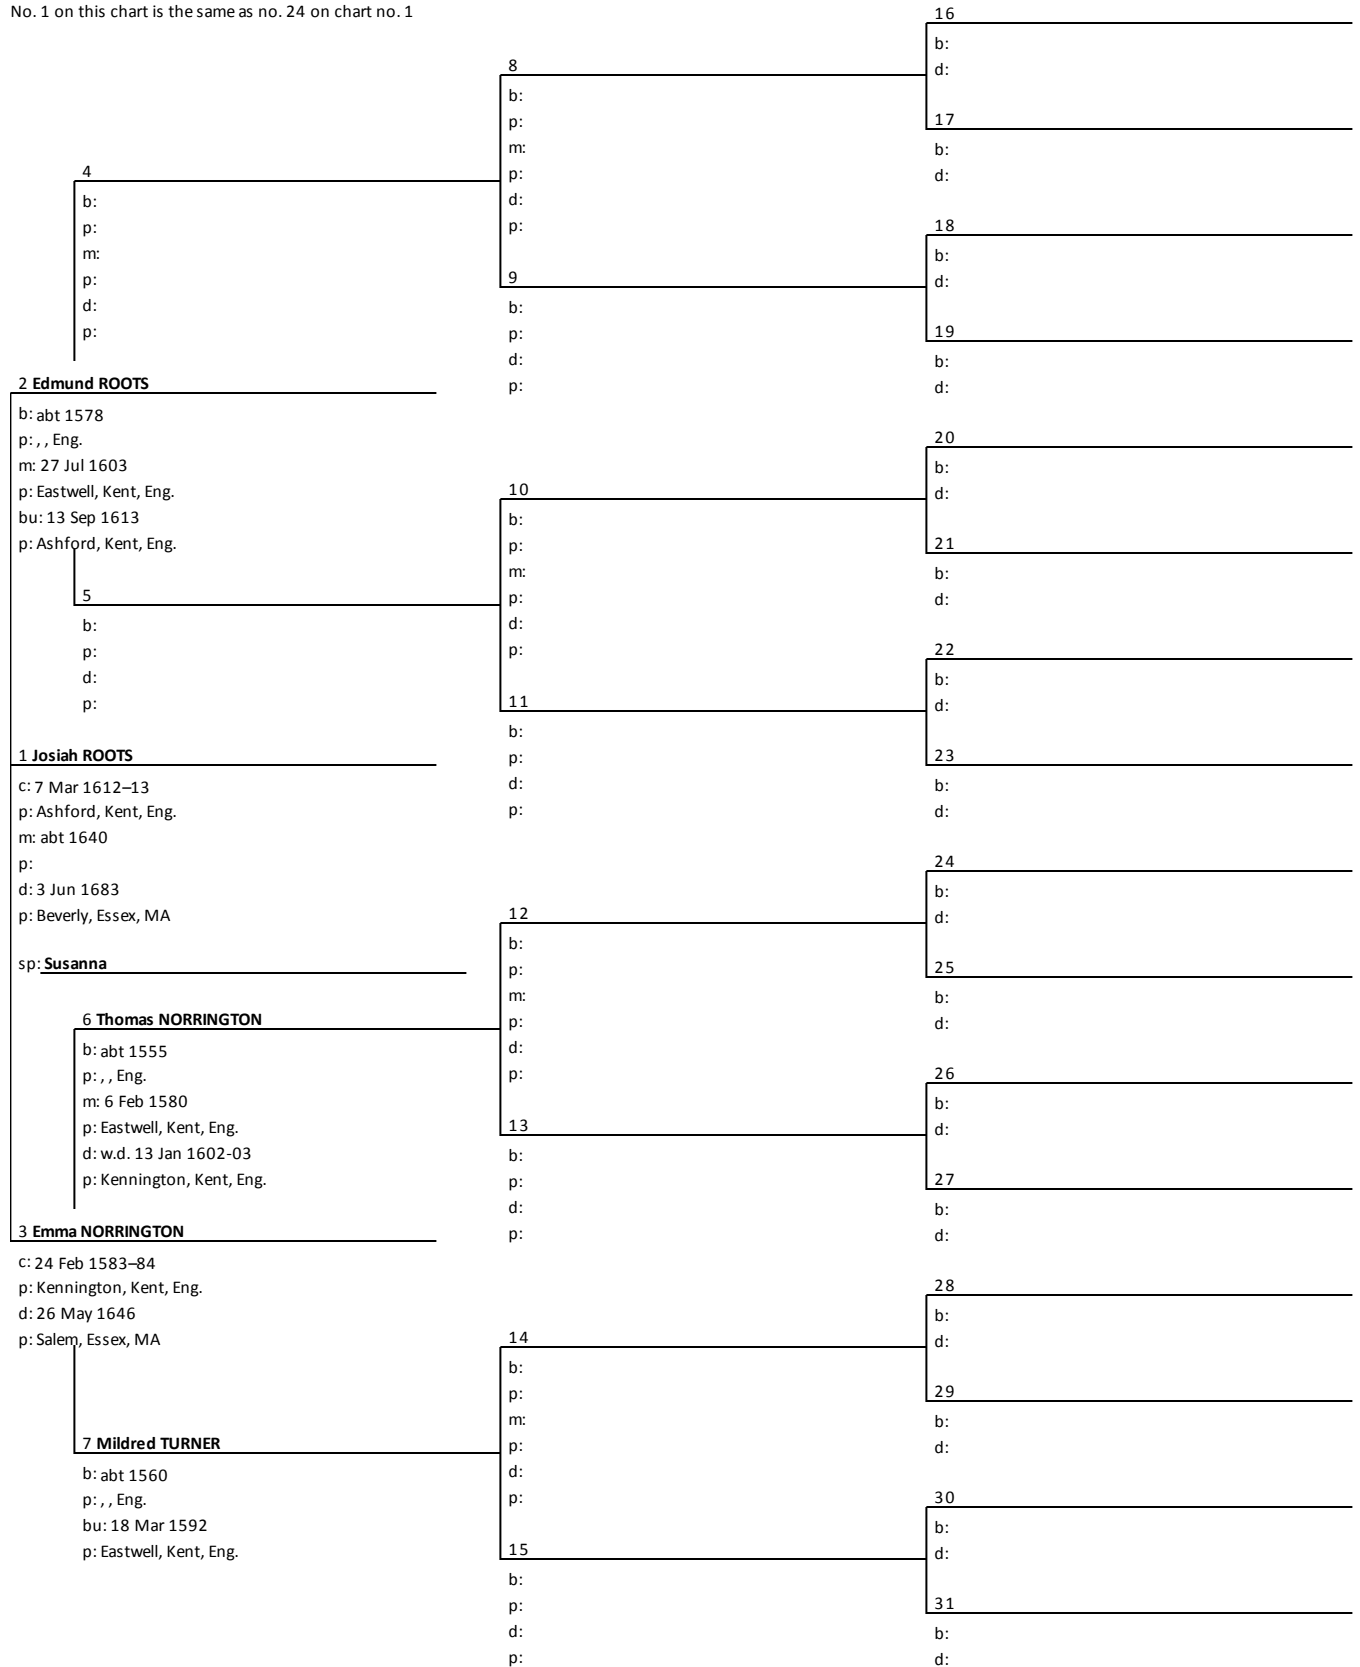 No. 1 on this chart is the same as no. 24 on chart no. 1
4
b:
p:
m:
p:
d:
p:
2 Edmund ROOTS
b: abt 1578
p: , , Eng.
m: 27 Jul 1603
p: Eastwell, Kent, Eng.
bu: 13 Sep 1613
p: Ashford, Kent, Eng.
5
b:
p:
d:
p:
1 Josiah ROOTS
c: 7 Mar 1612–13
p: Ashford, Kent, Eng.
m: abt 1640
p:
d: 3 Jun 1683
p: Beverly, Essex, MA
sp: Susanna
6 Thomas NORRINGTON
b: abt 1555
p: , , Eng.
m: 6 Feb 1580
p: Eastwell, Kent, Eng.
d: w.d. 13 Jan 1602-03
p: Kennington, Kent, Eng.
3 Emma NORRINGTON
c: 24 Feb 1583–84
p: Kennington, Kent, Eng.
d: 26 May 1646
p: Salem, Essex, MA
7 Mildred TURNER
b: abt 1560
p: , , Eng.
bu: 18 Mar 1592
p: Eastwell, Kent, Eng.
8
b:
p:
m:
p:
d:
p:
9
b:
p:
d:
p:
10
b:
p:
m:
p:
d:
p:
11
b:
p:
d:
p:
12
b:
p:
m:
p:
d:
p:
13
b:
p:
d:
p:
14
b:
p:
m:
p:
d:
p:
15
b:
p:
d:
p:
16
b:
d:
17
b:
d:
18
b:
d:
19
b:
d:
20
b:
d:
21
b:
d:
22
b:
d:
23
b:
d:
24
b:
d:
25
b:
d:
26
b:
d:
27
b:
d:
28
b:
d:
29
b:
d:
30
b:
d:
31
b:
d: